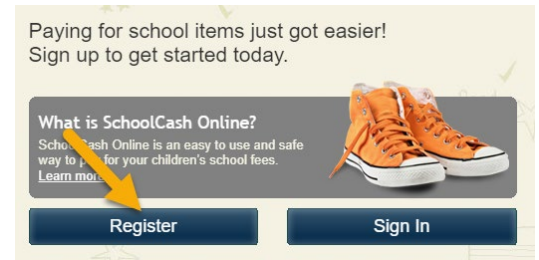 Paying for school items just got easier!
Sign up to get started today.
What is SchoolCash Online?
Cash Online is an easy to use and safe
way to for your children's school fees.
Learn more
Register
Sign In